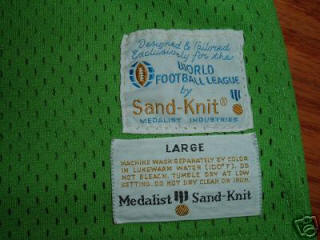 Designed & Tailored
Exclusively for the
WORLD
FOOTBALL LEAGUE
by
Sand-Knit®
MEDALIST INDUSTRIES
LARGE
MACHINE WASH SEPARATELY BY COLOR
IN LUKEWARM WATER (100°F). DO
NOT BLEACH. TUMBLE DRY AT LOW
SETTING. DO NOT DRY CLEAN OR IRON.
Medalist Sand-Knit